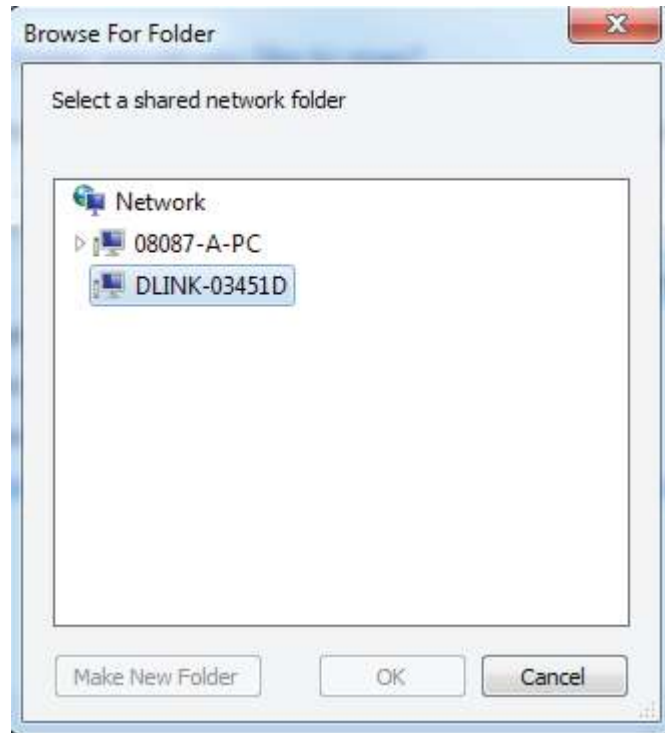 Browse For Folder
Select a shared network folder
Network
08087-A-PC
DLINK-03451D
Make New Folder OK Cancel